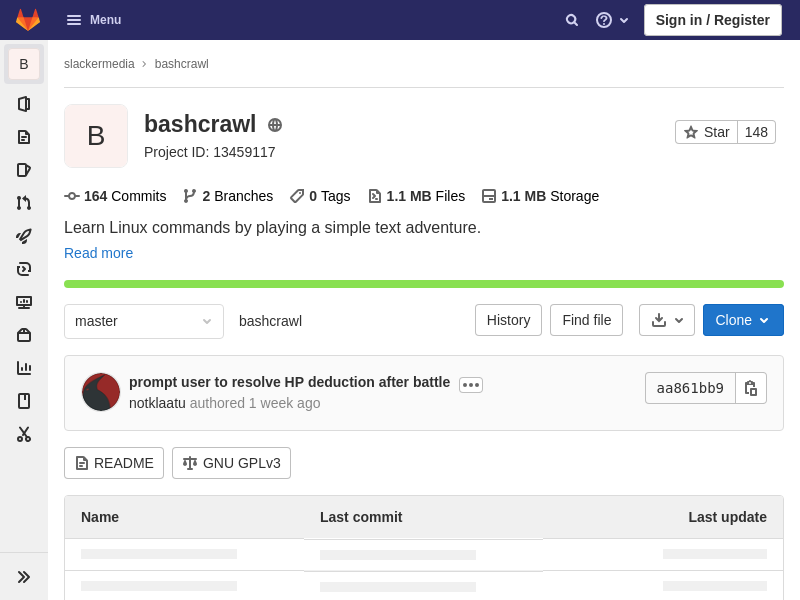 Menu
Sign in / Register
B
slackermedia › bashcrawl
B
bashcrawl
Project ID: 13459117
Star 148
164 Commits 2 Branches 0 Tags 1.1 MB Files 1.1 MB Storage
Learn Linux commands by playing a simple text adventure.
Read more
master bashcrawl History Find file Clone
prompt user to resolve HP deduction after battle
notklaatu authored 1 week ago
aa861bb9
README GNU GPLv3
Name Last commit Last update